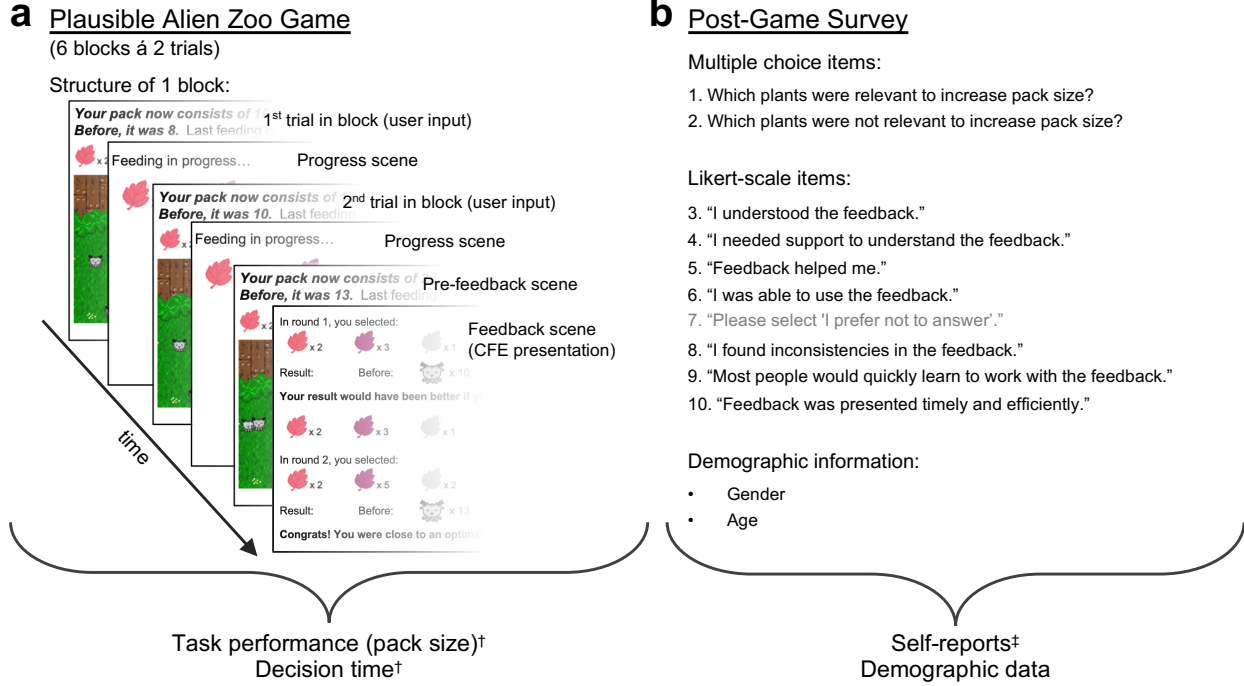 a Plausible Alien Zoo Game
(6 blocks á 2 trials)
Structure of 1 block:
Your pack now consists of
Before, it was 8. Last feeding
1st trial in block (user input)
x 2
Feeding in progress…
Progress scene
Your pack now consists of
Before, it was 10. Last feeding
2nd trial in block (user input)
Feeding in progress…
Progress scene
Your pack now consists of
Before, it was 13. Last feeding
Pre-feedback scene
x 2
In round 1, you selected:
Feedback scene
(CFE presentation)
x 2 x 3 x 1
Result: Before: x 10
Your result would have been better if
x 2 x 3 x 1
In round 2, you selected:
x 2 x 5 x 2
Result: Before: x 13
Congrats! You were close to an
time
Task performance (pack size)†
Decision time†
b Post-Game Survey
Multiple choice items:
1. Which plants were relevant to increase pack size?
2. Which plants were not relevant to increase pack size?
Likert-scale items:
3. “I understood the feedback.”
4. “I needed support to understand the feedback.”
5. “Feedback helped me.”
6. “I was able to use the feedback.”
7. “Please select 'I prefer not to answer’.”
8. “I found inconsistencies in the feedback.”
9. “Most people would quickly learn to work with the feedback.”
10. “Feedback was presented timely and efficiently.”
Demographic information:
• Gender
• Age
Self-reports‡
Demographic data